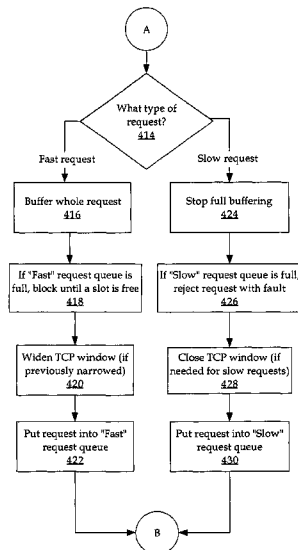 A
What type of
request?
414
Fast request
Slow request
Buffer whole request
416
Stop full buffering
424
If "Fast" request queue is
full, block until a slot is free
418
If "Slow" request queue is full,
reject request with fault
426
Widen TCP window (if
previously narrowed)
420
Close TCP window (if
needed for slow requests)
428
Put request into "Fast"
request queue
422
Put request into "Slow"
request queue
430
B